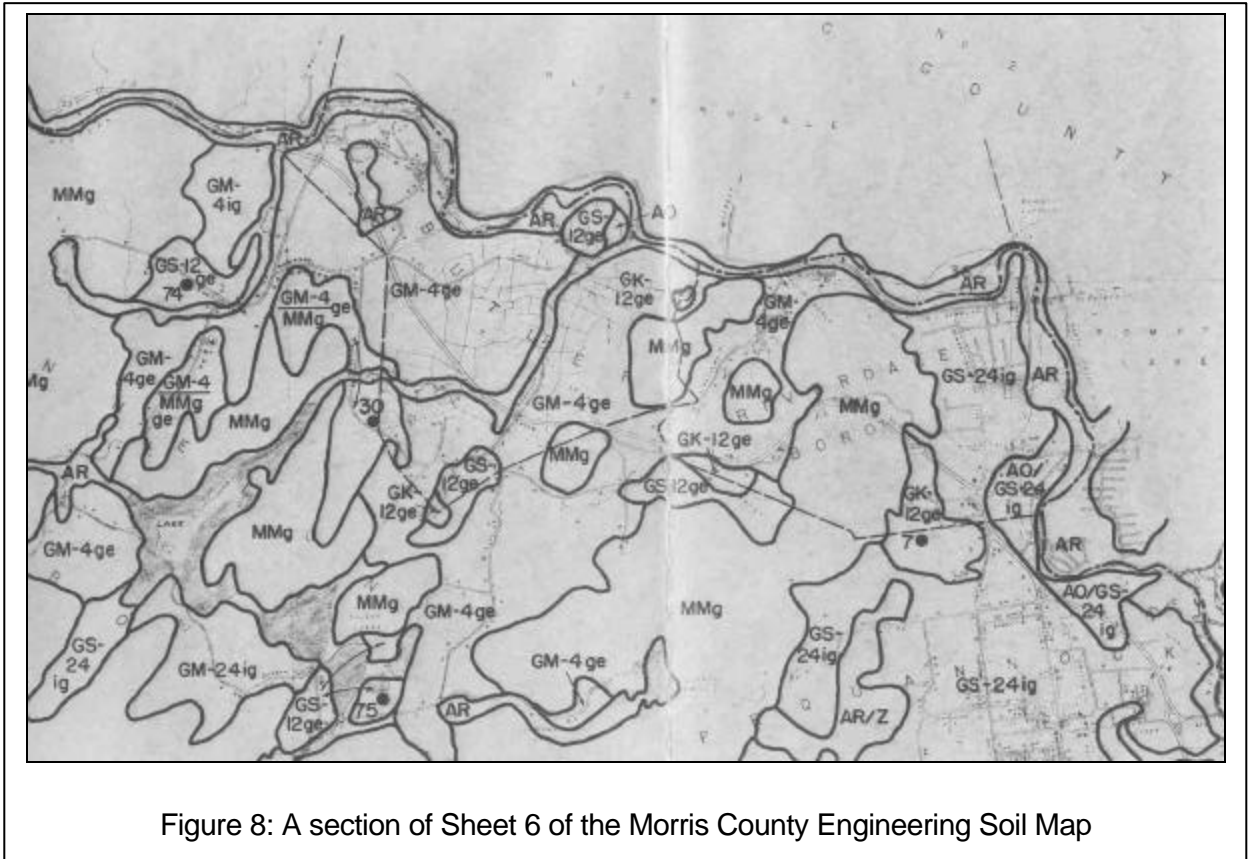 C
N P 2
C O U N T Y
AR
MMg
GM-
4ig
AR
AR
GS-
12ge
AO
GS-12
ge
74
GM-4ge
GK-
12ge
AR
GM-4 ge
MMg
GM-
4ge
B U T L E R
MMg
GM-
4ge
GM-4
MMg
ge
Mg
N
MMg
30
GM-4ge
MMg
R I V E R D A L E
B O R O
MMg
GS-24ig
AR
GK-12ge
AR
GS-
12ge
GK-
12ge
MMg
GS-12ge
GK-
12ge
AO/
GS-24
ig
LAKE
MMg
7
AR
GM-4ge
MMg
GM-4ge
MMg
AO/GS-
24
ig
GS-
24
ig
GM-24ig
GM-4ge
GS-
24ig
GS-24ig
GS-
12ge
75
AR
AR/Z
P E Q U A N N O C K
Figure 8: A section of Sheet 6 of the Morris County Engineering Soil Map